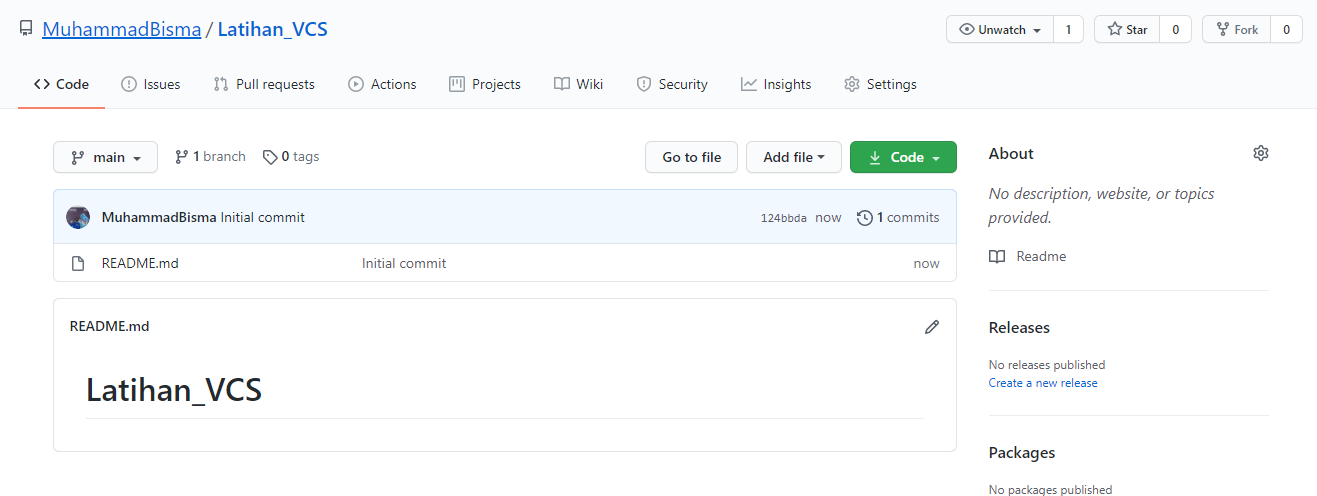 MuhammadBisma / Latihan_VCS
Unwatch 1 Star 0 Fork 0
Code Issues Pull requests Actions Projects Wiki Security Insights Settings
main 1 branch 0 tags Go to file Add file Code
MuhammadBisma Initial commit 124bbda now 1 commits
README.md Initial commit now
README.md
Latihan_VCS
About
No description, website, or topics
provided.
Readme
Releases
No releases published
Create a new release
Packages
No packages published